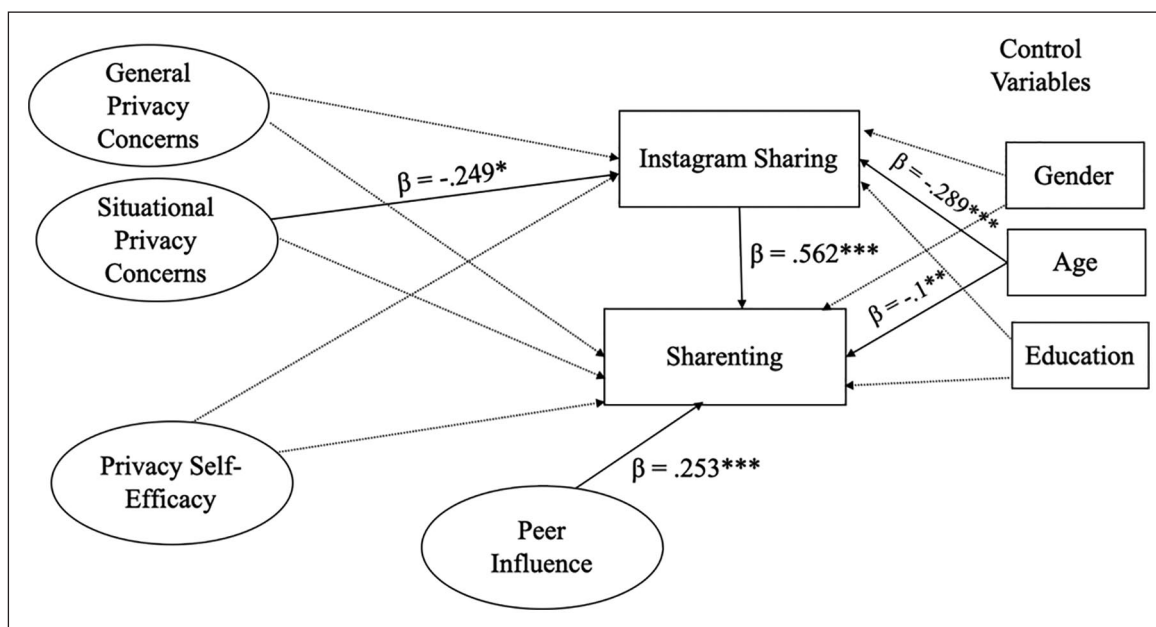 General
Privacy
Concerns
Situational
Privacy
Concerns
Privacy Self-
Efficacy
Peer
Influence
Instagram Sharing
Sharenting
Control
Variables
Gender
Age
Education
β = -.249*
β = .562***
β = .253***
β = -.289***
β = -.1**